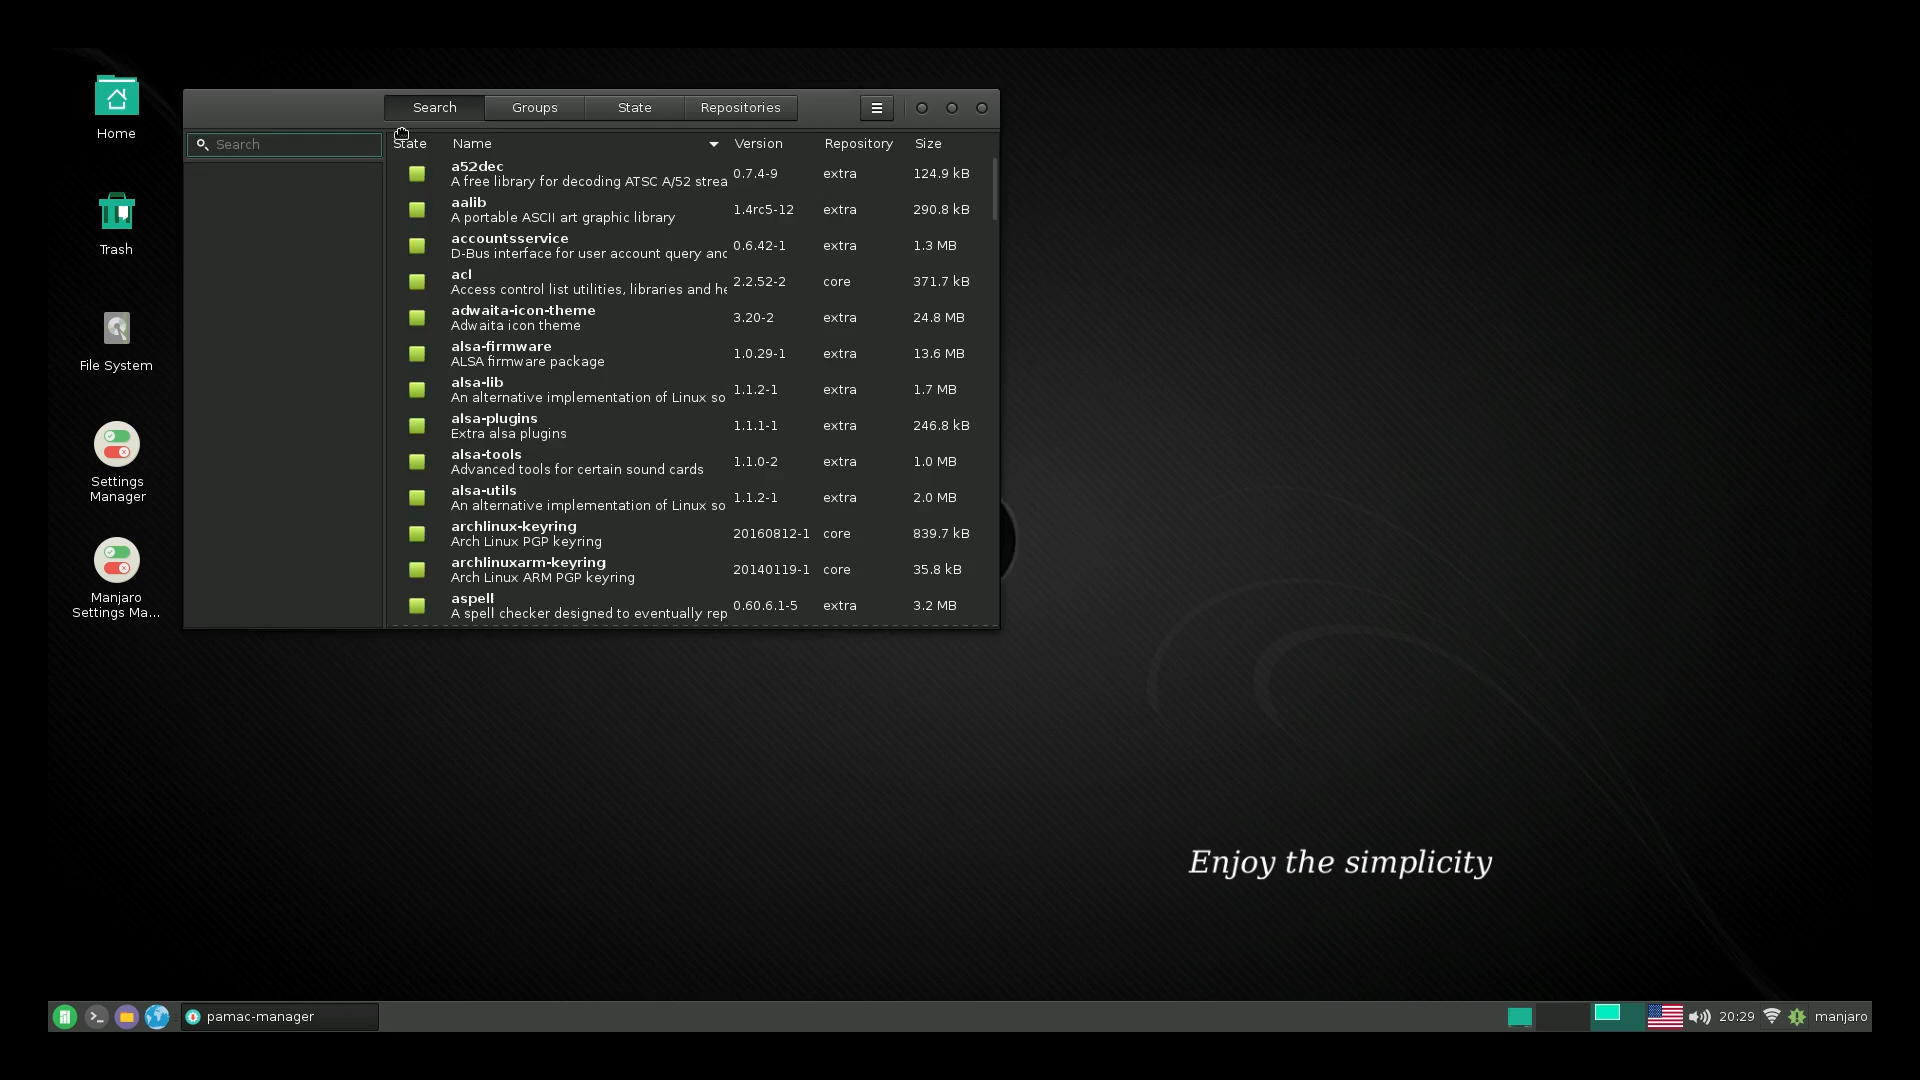 Home
Trash
File System
Settings
Manager
Manjaro
Settings Ma...
Search Groups State Repositories
Search
State Name Version Repository Size
a52dec
A free library for decoding ATSC A/52 strea 0.7.4-9 extra 124.9 kB
aalib
A portable ASCII art graphic library 1.4rc5-12 extra 290.8 kB
accountsservice
D-Bus interface for user account query and 0.6.42-1 extra 1.3 MB
acl
Access control list utilities, libraries and he 2.2.52-2 core 371.7 kB
adwaita-icon-theme
Adwaita icon theme 3.20-2 extra 24.8 MB
alsa-firmware
ALSA firmware package 1.0.29-1 extra 13.6 MB
alsa-lib
An alternative implementation of Linux so 1.1.2-1 extra 1.7 MB
alsa-plugins
Extra alsa plugins 1.1.1-1 extra 246.8 kB
alsa-tools
Advanced tools for certain sound cards 1.1.0-2 extra 1.0 MB
alsa-utils
An alternative implementation of Linux so 1.1.2-1 extra 2.0 MB
archlinux-keyring
Arch Linux PGP keyring 20160812-1 core 839.7 kB
archlinuxarm-keyring
Arch Linux ARM PGP keyring 20140119-1 core 35.8 kB
aspell
A spell checker designed to eventually rep 0.60.6.1-5 extra 3.2 MB
Enjoy the simplicity
pamac-manager
20:29
manjaro